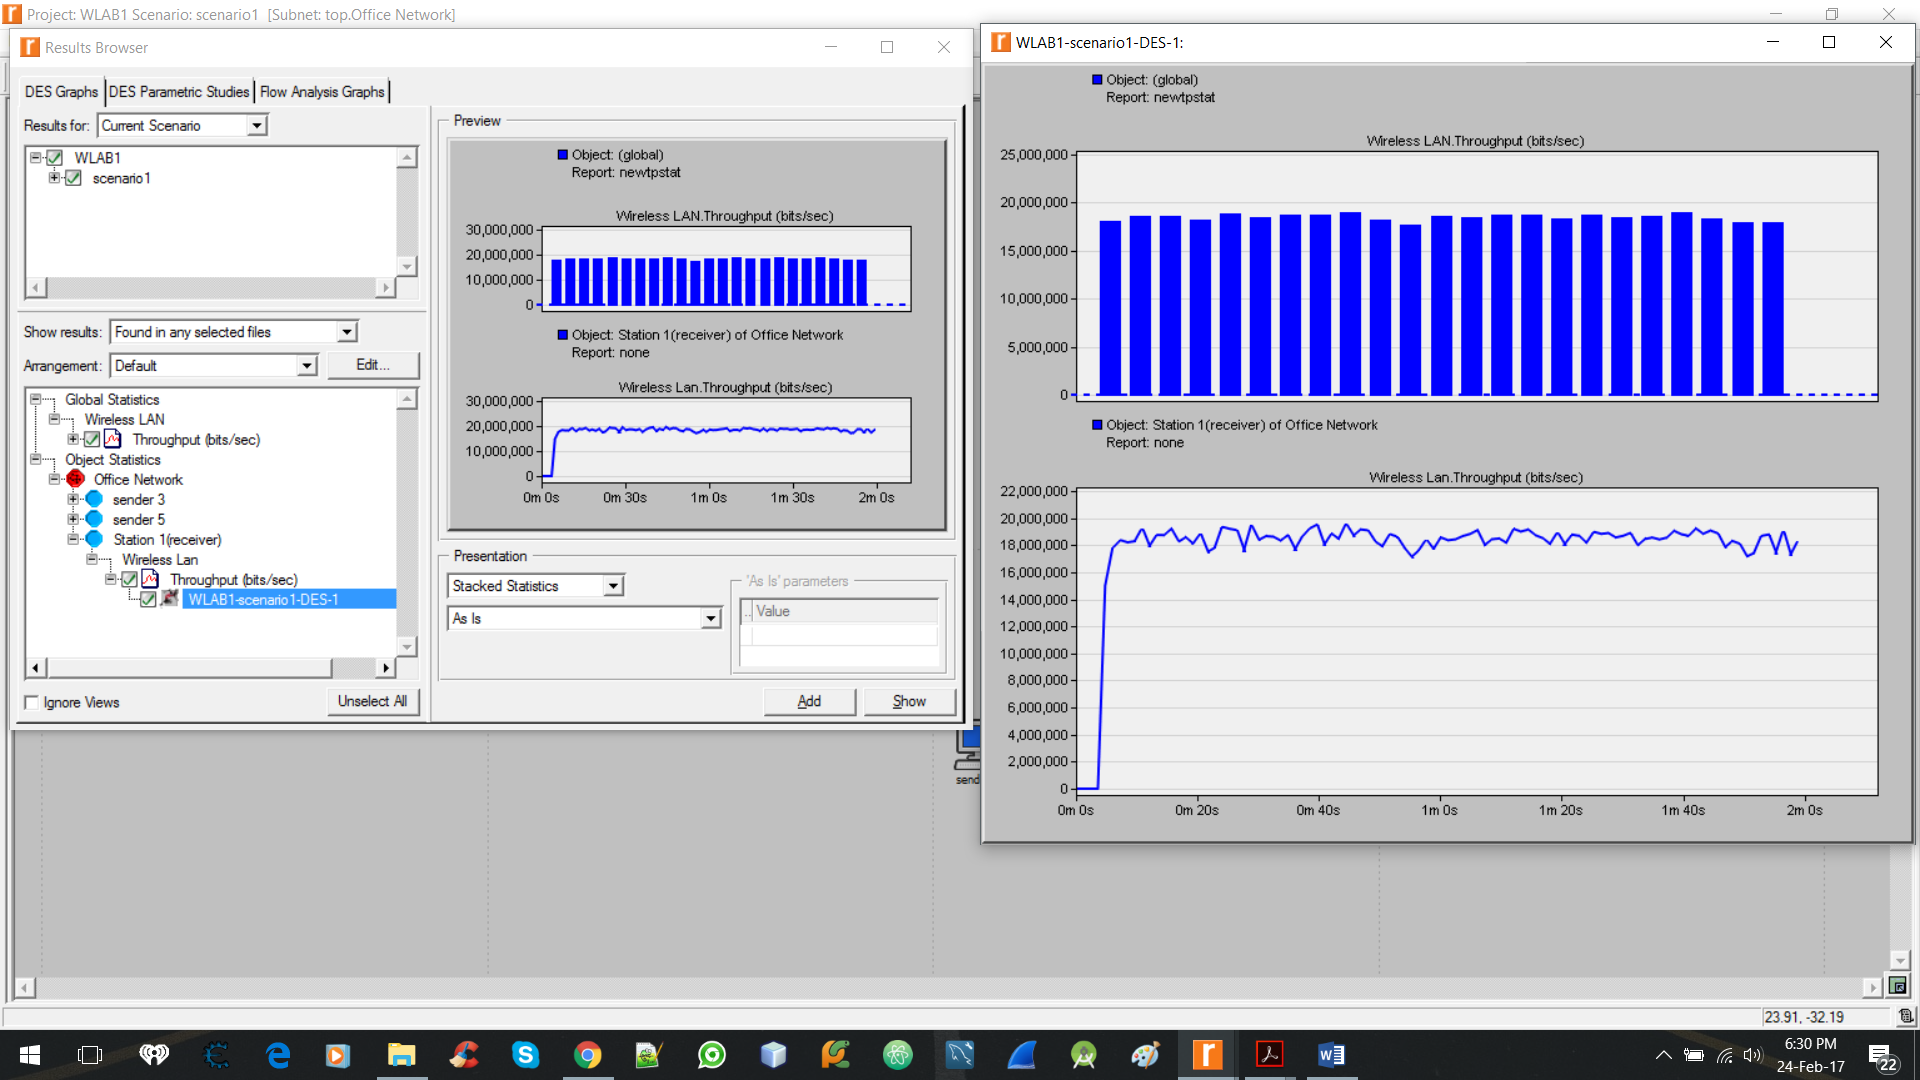 Project: WLAB1 Scenario: scenario1  [Subnet: top.Office Network]
Results Browser
DES Graphs
DES Parametric Studies
Flow Analysis Graphs
Results for:
Current Scenario
WLAB1
scenario1
Show results:
Found in any selected files
Arrangement:
Default
Edit...
Global Statistics
Wireless LAN
Throughput (bits/sec)
Object Statistics
Office Network
sender 3
sender 5
Station 1(receiver)
Wireless Lan
Throughput (bits/sec)
WLAB1-scenario1-DES-1
Ignore Views
Unselect All
Preview
Object: (global)
Report: newtpstat
Wireless LAN.Throughput (bits/sec)
30,000,000
20,000,000
10,000,000
0
Object: Station 1(receiver) of Office Network
Report: none
Wireless Lan.Throughput (bits/sec)
30,000,000
20,000,000
10,000,000
0
0m 0s
0m 30s
1m 0s
1m 30s
2m 0s
Presentation
Stacked Statistics
As Is
'As Is' parameters
.. Value
Add
Show
WLAB1-scenario1-DES-1:
Object: (global)
Report: newtpstat
Wireless LAN.Throughput (bits/sec)
25,000,000
20,000,000
15,000,000
10,000,000
5,000,000
0
Object: Station 1(receiver) of Office Network
Report: none
Wireless Lan.Throughput (bits/sec)
22,000,000
20,000,000
18,000,000
16,000,000
14,000,000
12,000,000
10,000,000
8,000,000
6,000,000
4,000,000
2,000,000
0
0m 0s
0m 20s
0m 40s
1m 0s
1m 20s
1m 40s
2m 0s
send
23.91, -32.19
6:30 PM
24-Feb-17
22